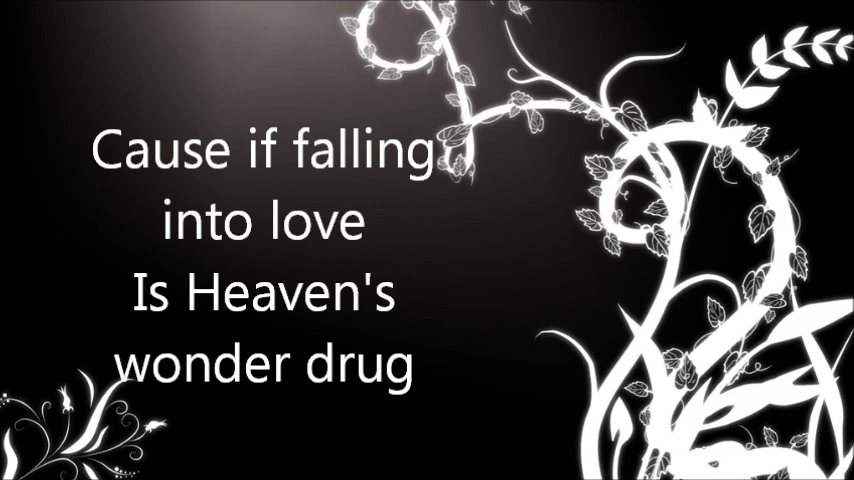 Cause if falling
into love
Is Heaven's
wonder drug